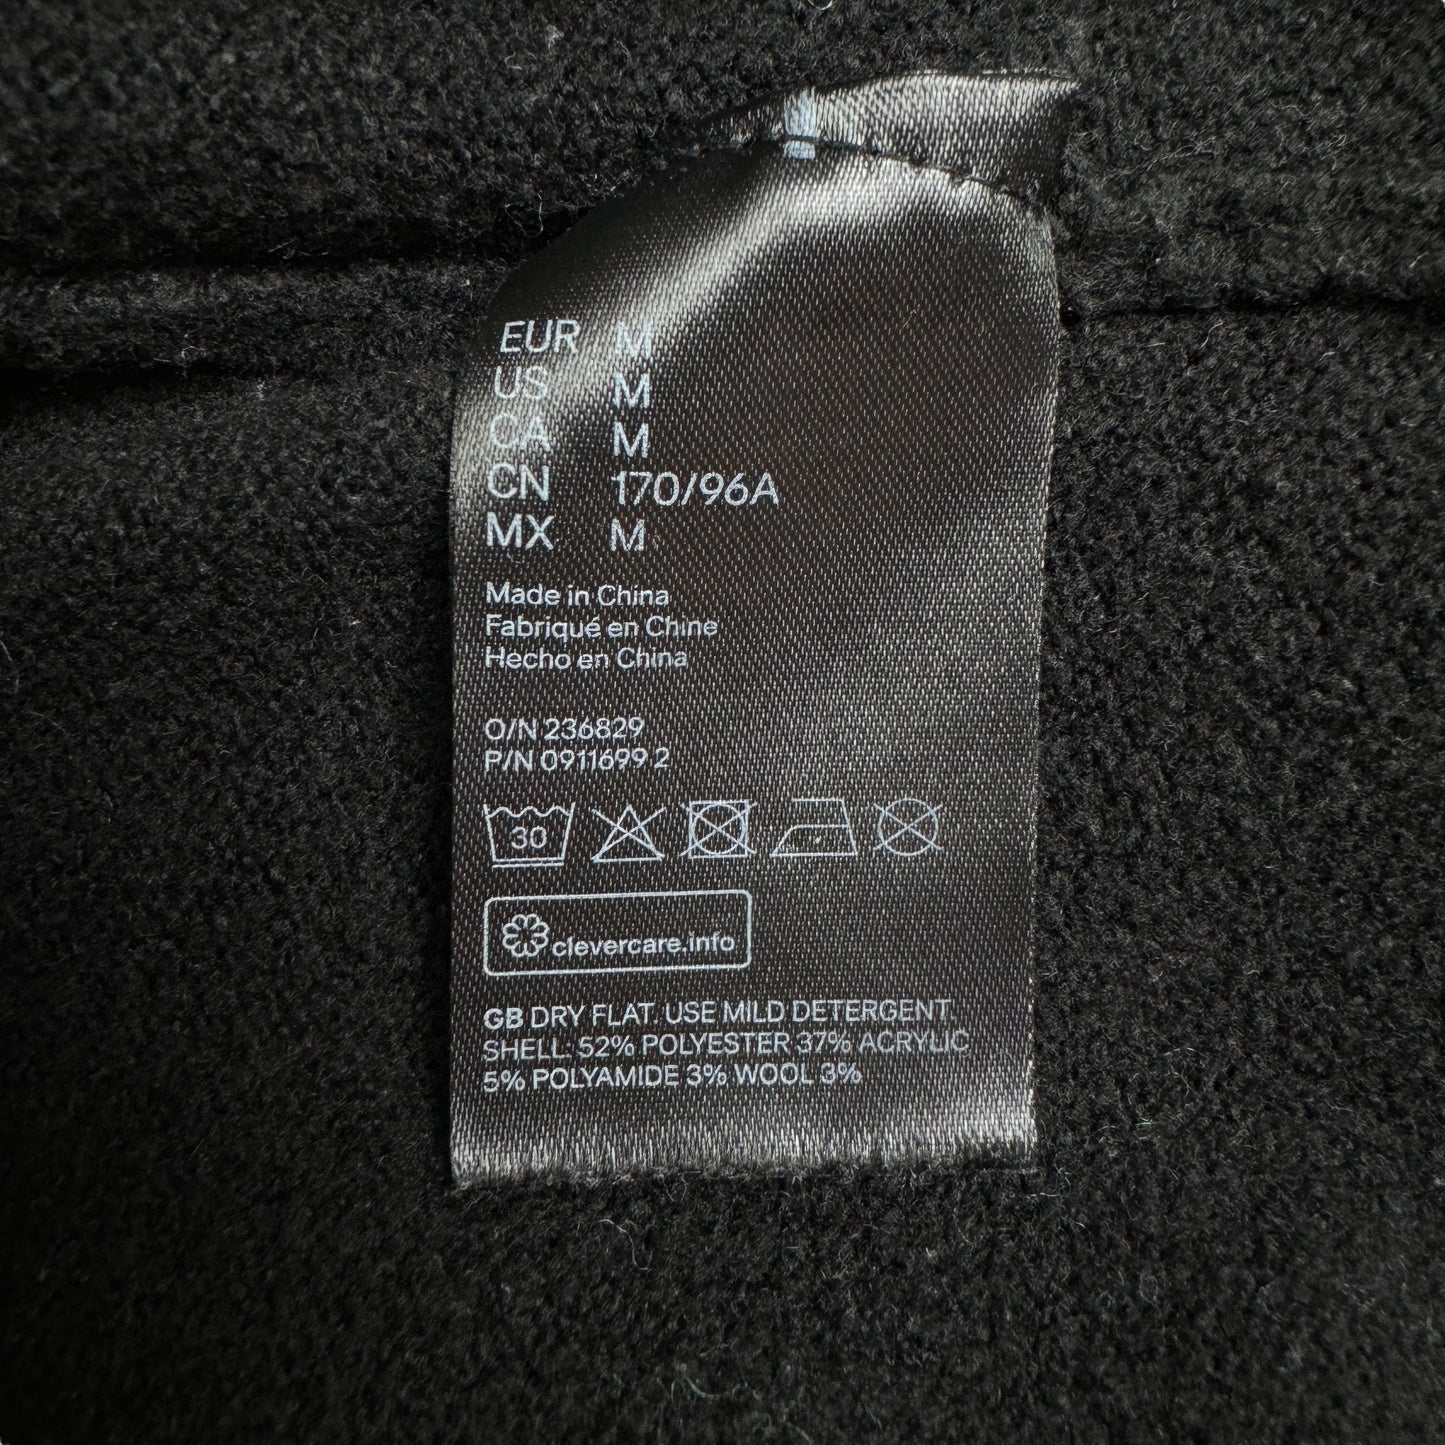 EUR M
US M
CA M
CN 170/96A
MX M
Made in China
Fabriqué en Chine
Hecho en China
O/N 236829
P/N 0911699 2
30
clevercare.info
GB DRY FLAT. USE MILD DETERGENT
SHELL: 52% POLYESTER 37% ACRYLIC
5% POLYAMIDE 3% WOOL 3%